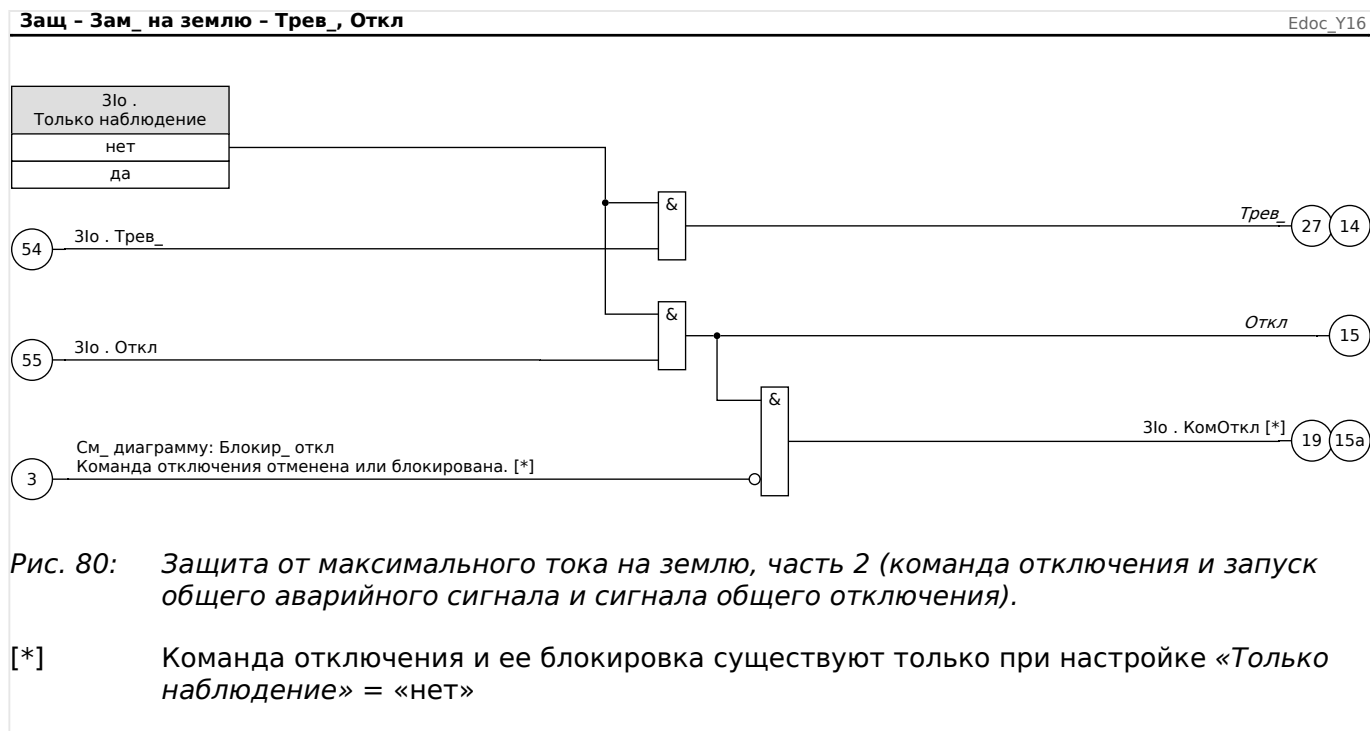 Защ – Зам_ на землю – Трев_, Откл
Edoc_Y16
3Io .
Только наблюдение
нет
да
&
54
3Io . Трев_
Трев_
27
14
&
55
3Io . Откл
Откл
15
&
3
См_ диаграмму: Блокир_ откл
Команда отключения отменена или блокирована. [*]
3Io . КомОткл [*]
19
15a
Рис. 80: Защита от максимального тока на землю, часть 2 (команда отключения и запуск
общего аварийного сигнала и сигнала общего отключения).
[*] Команда отключения и ее блокировка существуют только при настройке «Только
наблюдение» = «нет»